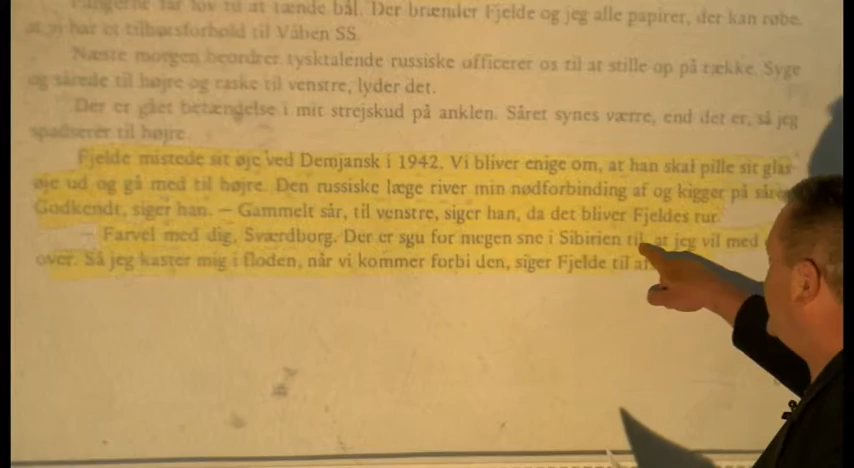 Fangerne får lov til at tænde bål. Der brænder Fjelde og jeg alle papirer, der kan røbe,
at vi har et tilhørsforhold til Våben SS.
Næste morgen beordrer tysktalende russiske officerer os til at stille op på række. Syge
og sårede til højre og raske til venstre, lyder det.
Der er gået betændelse i mit strejfskud på anklen. Såret synes værre, end det er, så jeg
spadserer til højre.
Fjelde mistede sit øje ved Demjansk i 1942. Vi bliver enige om, at han skal pille sit glas-
øje ud og gå med til højre. Den russiske læge river min nødforbinding af og kigger på
Godkendt, siger han. — Gammelt sår, til venstre, siger han, da det bliver Fjeldes tur.
— Farvel med dig, Sværdborg. Der er sgu for megen sne i Sibirien til, at jeg vil med
over. Så jeg kaster mig i floden, når vi kommer forbi den, siger Fjelde til